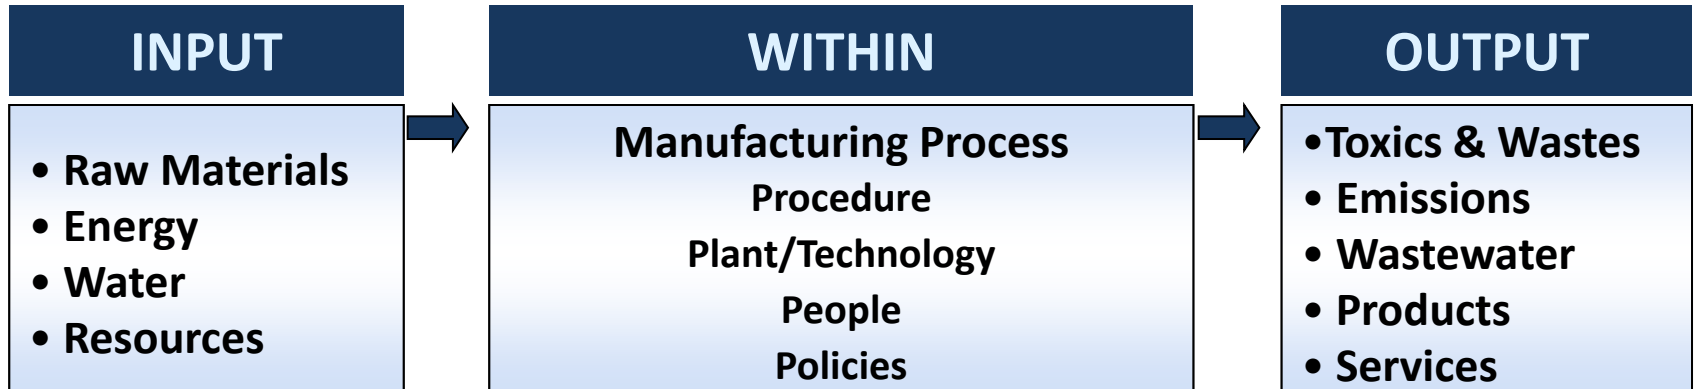 INPUT
• Raw Materials
• Energy
• Water
• Resources
WITHIN
Manufacturing Process
Procedure
Plant/Technology
People
Policies
OUTPUT
•Toxics & Wastes
• Emissions
• Wastewater
• Products
• Services